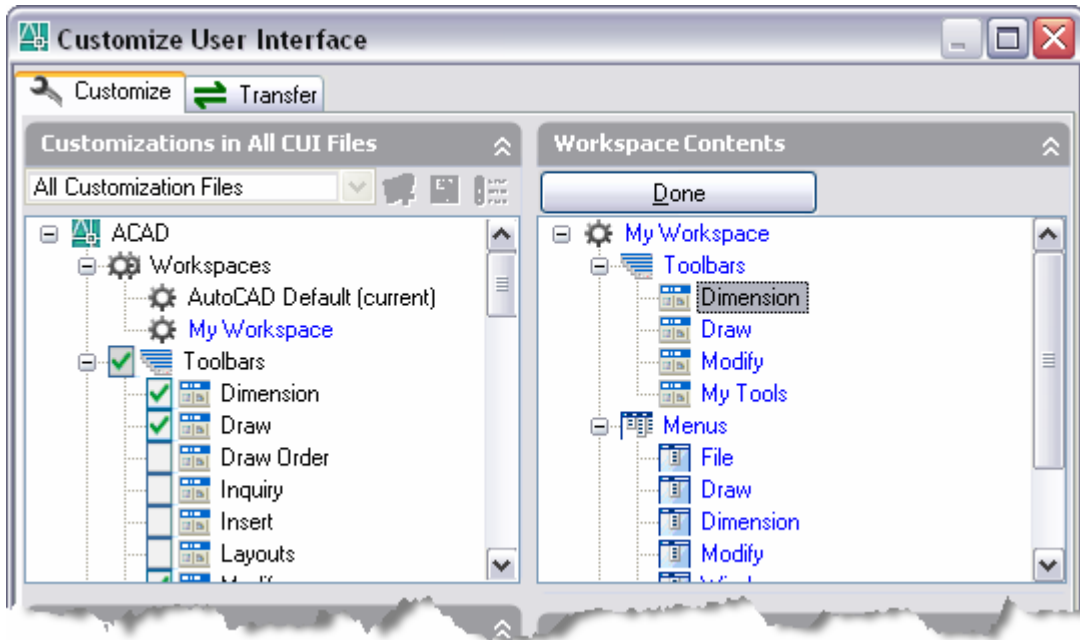 Customize User Interface
Customize
Transfer
Customizations in All CUI Files
All Customization Files
ACAD
Workspaces
AutoCAD Default (current)
My Workspace
Toolbars
Dimension
Draw
Draw Order
Inquiry
Insert
Layouts
Workspace Contents
Done
My Workspace
Toolbars
Dimension
Draw
Modify
My Tools
Menus
File
Draw
Dimension
Modify